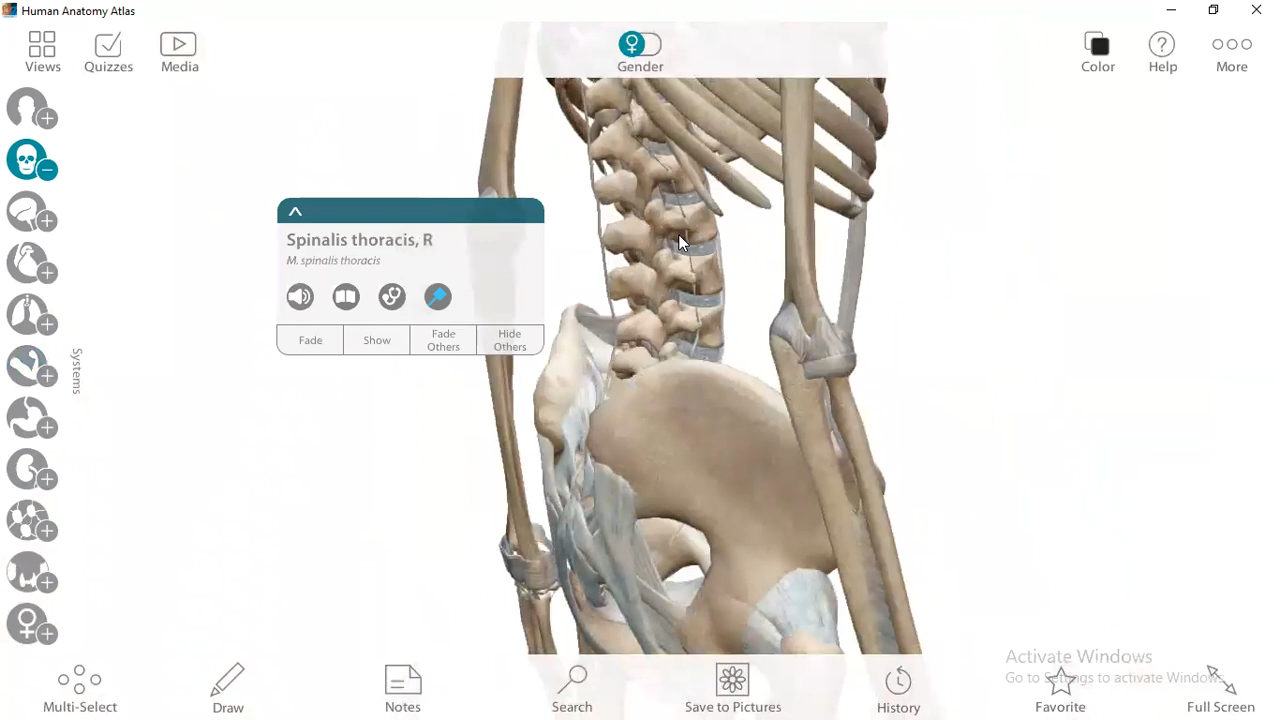 Human Anatomy Atlas
Views
Quizzes
Media
Gender
Color
Help
More
Systems
Spinalis thoracis, R
M. spinalis thoracis
Fade
Show
Fade
Others
Hide
Others
Activate Windows
Go to Settings to activate Windows.
Multi-Select
Draw
Notes
Search
Save to Pictures
History
Favorite
Full Screen